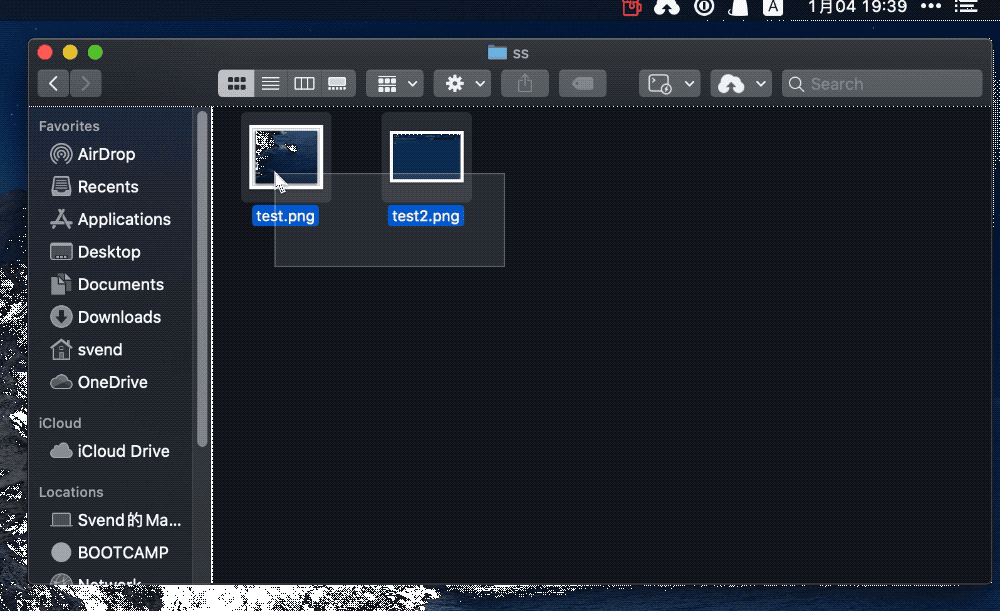 A
1月04 19:39
ss
Search
Favorites
AirDrop
Recents
Applications
Desktop
Documents
Downloads
svend
OneDrive
iCloud
iCloud Drive
Locations
Svend的Ma...
BOOTCAMP
Network
test.png
test2.png